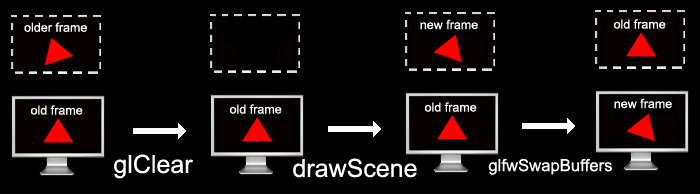 older frame
new frame
old frame
old frame
old frame
old frame
new frame
glClear
drawScene
glfwSwapBuffers